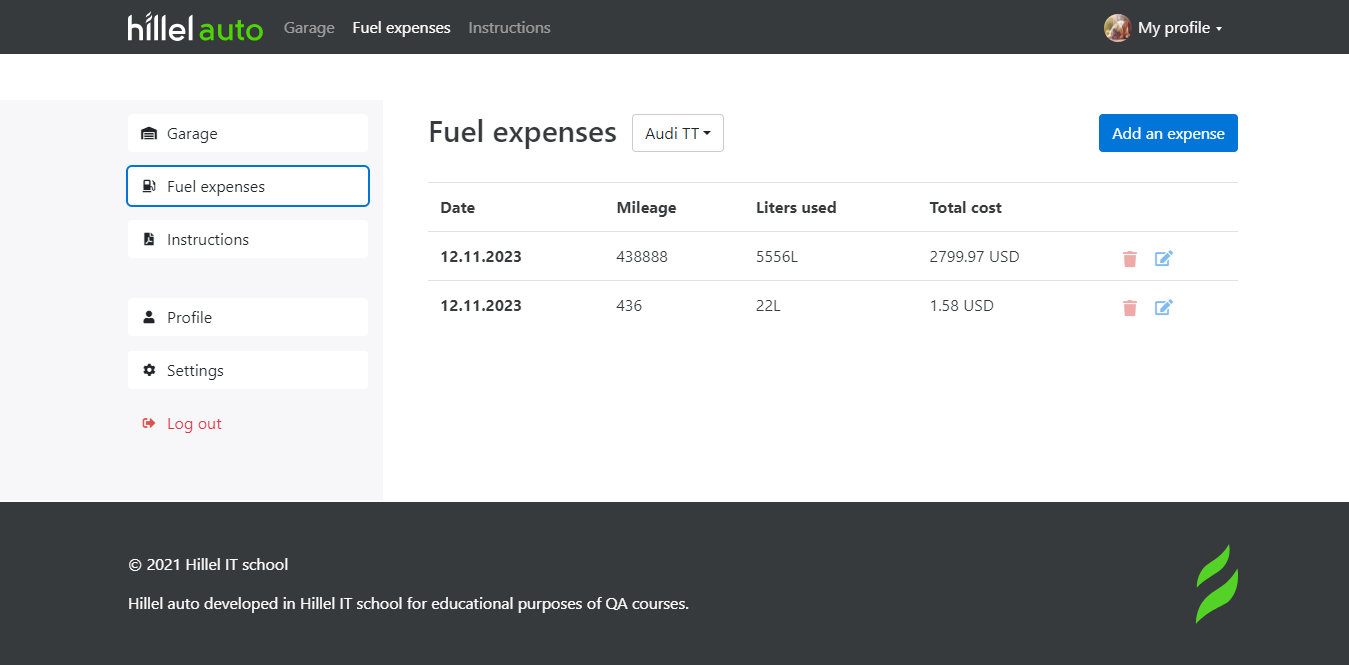 hillel auto Garage Fuel expenses Instructions My profile
Garage
Fuel expenses
Instructions
Profile
Settings
Log out
Fuel expenses Audi TT Add an expense
Date Mileage Liters used Total cost
12.11.2023 438888 5556L 2799.97 USD
12.11.2023 436 22L 1.58 USD
© 2021 Hillel IT school
Hillel auto developed in Hillel IT school for educational purposes of QA courses.